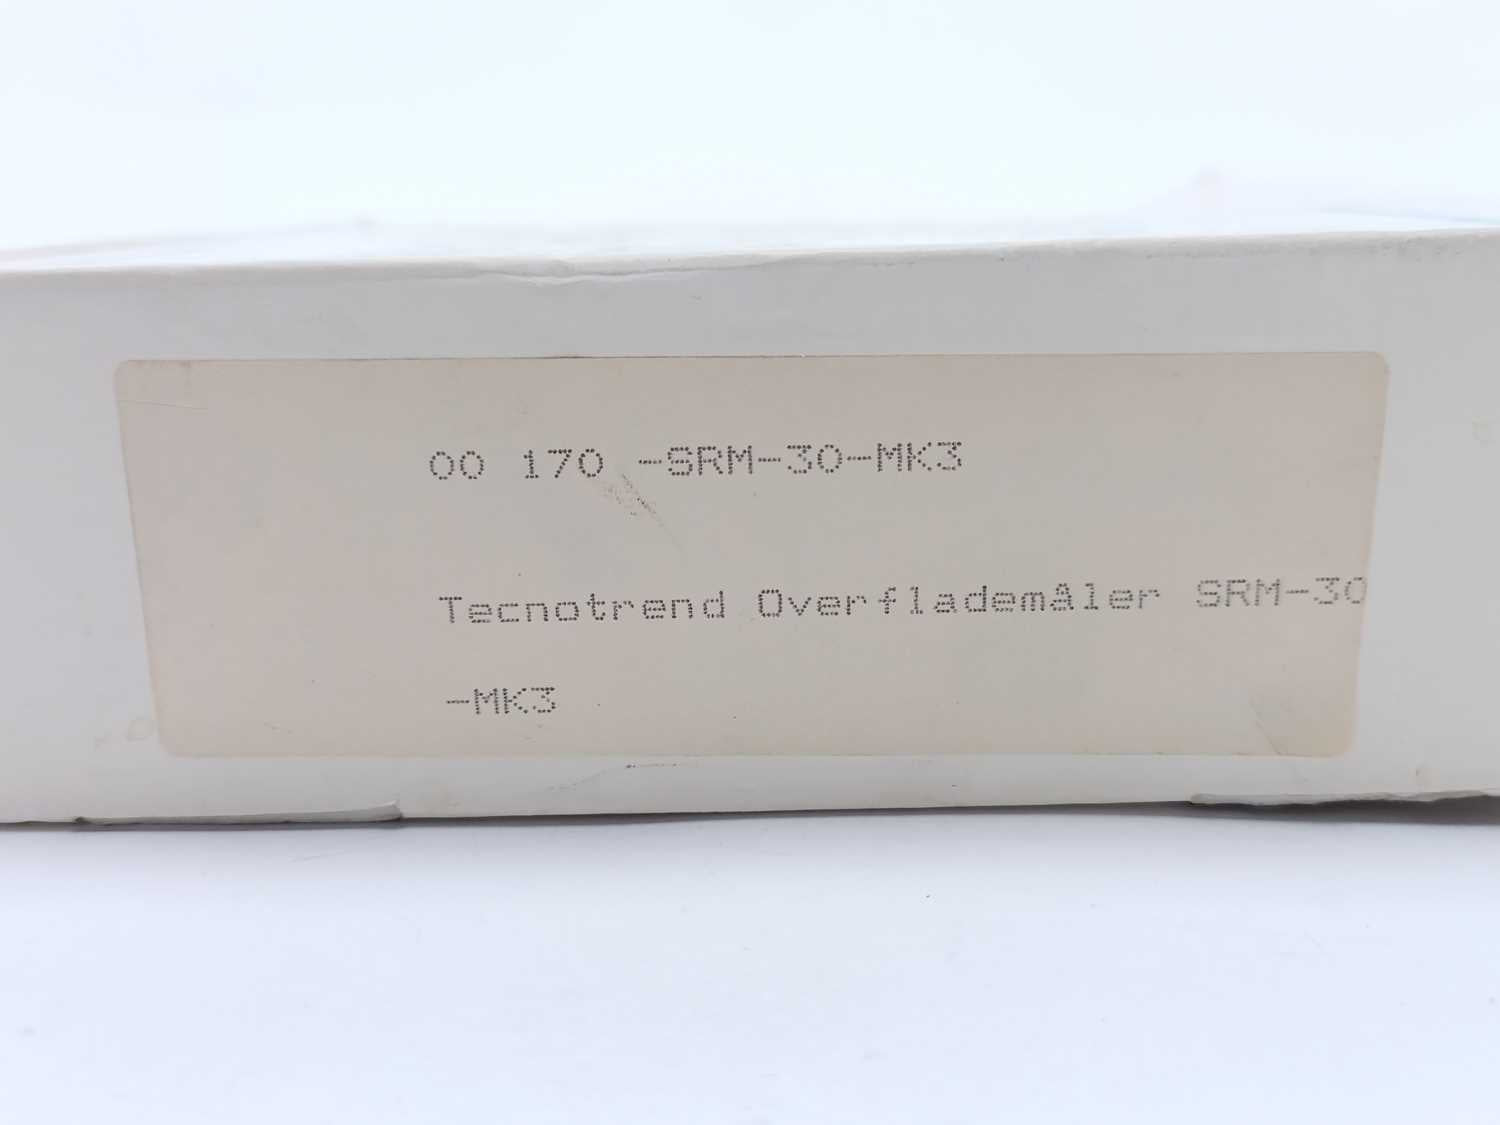 00 170 -SRM-30-MK3
Tecnotrend Overflademåler SRM-30
-MK3